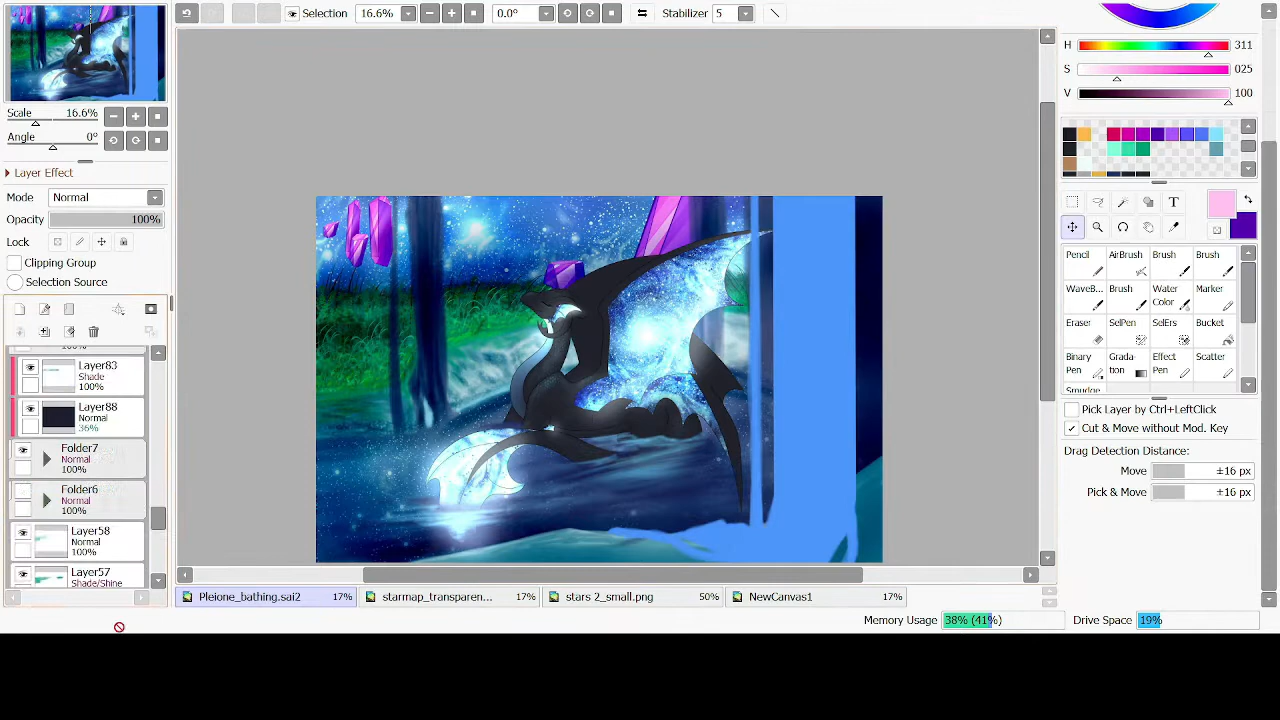 Selection 16.6% 0.0° Stabilizer 5
Scale 16.6%
Angle 0°
Layer Effect
Mode Normal
Opacity 100%
Lock
Clipping Group
Selection Source
Layer83
Shade
100%
Layer88
Normal
36%
Folder7
Normal
100%
Folder6
Normal
100%
Layer58
Normal
100%
Layer57
Shade/Shine
Pleione_bathing.sai2 17% starmap_transparen... 17% stars 2_small.png 50% NewCanvas1 17%
Memory Usage 38% (41%) Drive Space 19%
H 311
S 025
V 100
T
Pencil AirBrush Brush Brush
WaveB... Brush Water Color Marker
Eraser SelPen SelErs Bucket
Binary Pen Grada-tion Effect Pen Scatter
Smudge
Pick Layer by Ctrl+LeftClick
Cut & Move without Mod. Key
Drag Detection Distance:
Move ±16 px
Pick & Move ±16 px